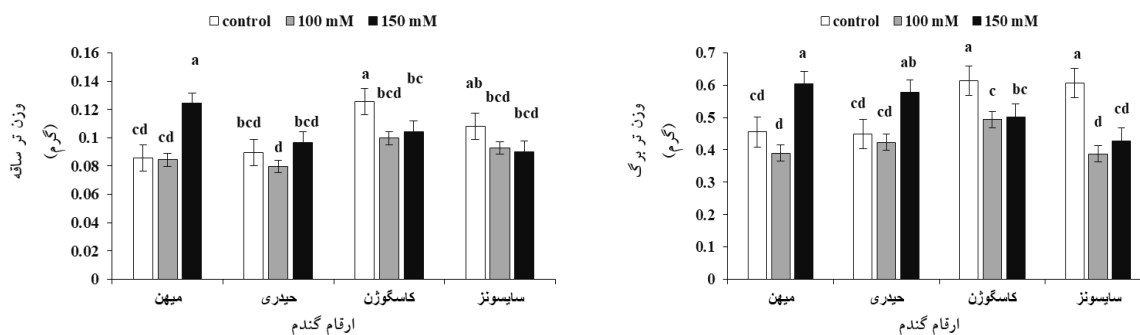 control 100 mM 150 mM
وزن تر ساقه
(گرم)
0.16
0.14
0.12
0.1
0.08
0.06
0.04
0.02
0
cd cd a
bcd d bcd
a bcd bc
ab bcd bcd
میهن حیدری کاسگوژن سایسونز
ارقام گندم
control 100 mM 150 mM
وزن تر برگ
(گرم)
0.7
0.6
0.5
0.4
0.3
0.2
0.1
0
cd d a
cd cd ab
a c bc
a d cd
میهن حیدری کاسگوژن سایسونز
ارقام گندم